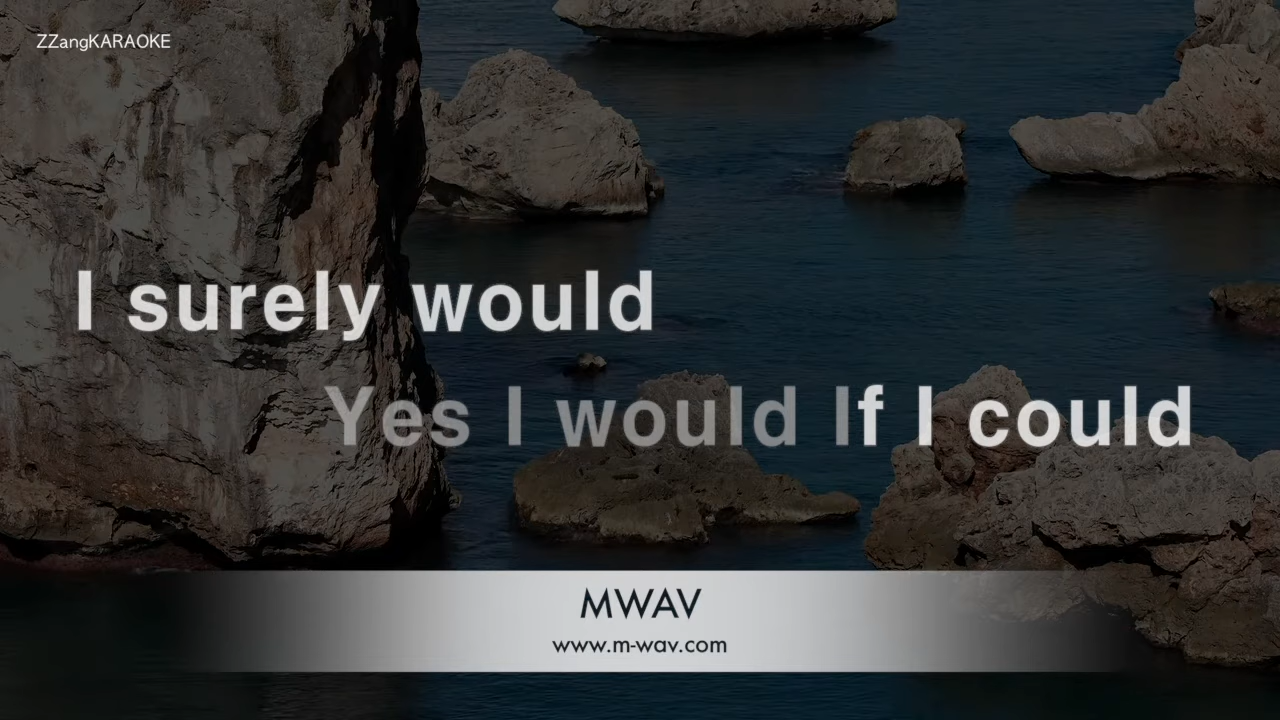 ZZangKARAOKE
I surely would
Yes I would If I could
MWAV
www.m-wav.com